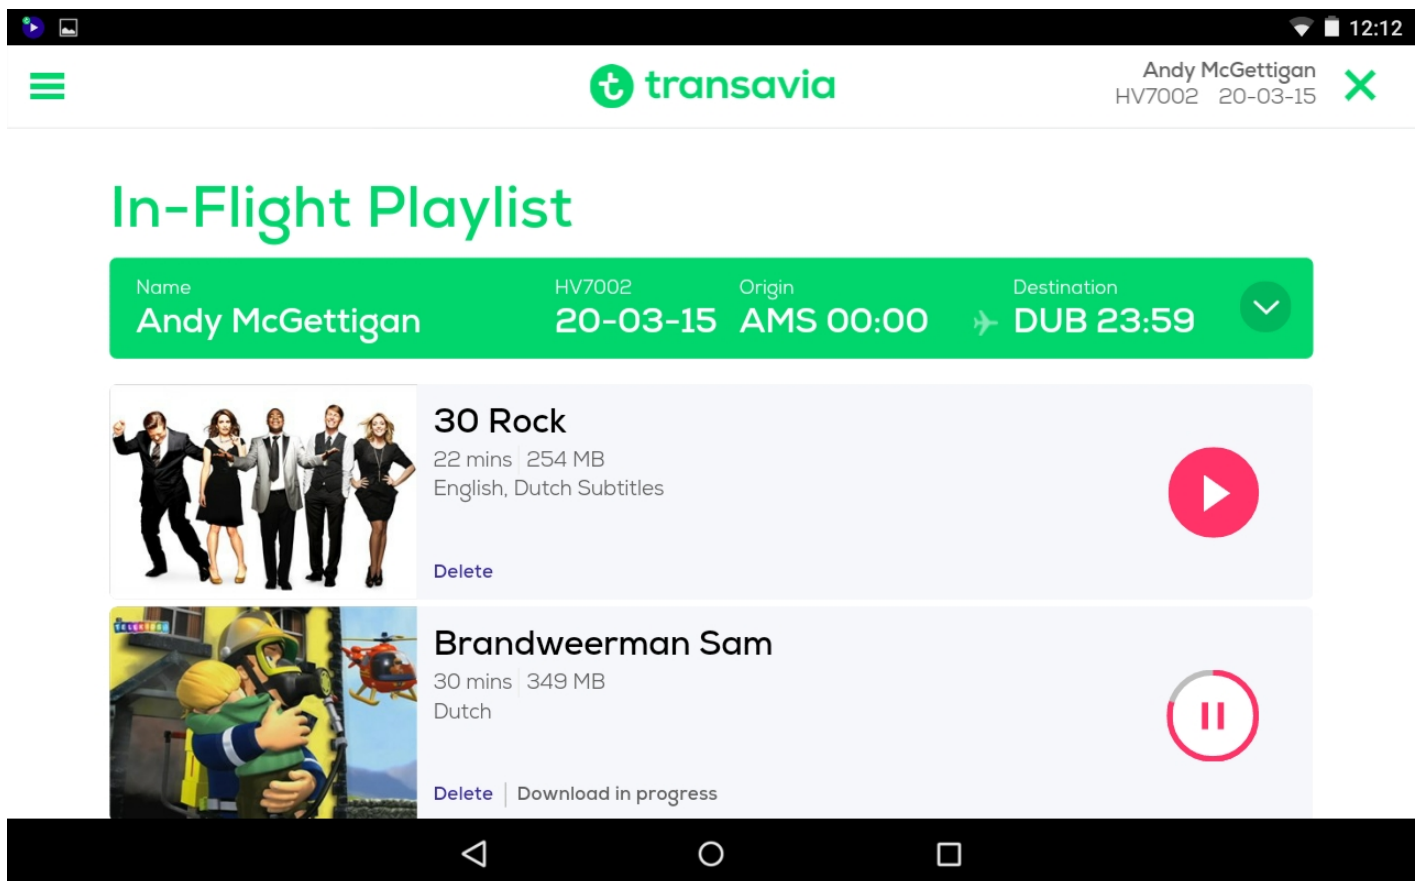 12:12
transavia
Andy McGettigan
HV7002 20-03-15
In-Flight Playlist
Name
Andy McGettigan
HV7002
20-03-15
Origin
AMS 00:00
Destination
DUB 23:59
30 Rock
22 mins 254 MB
English, Dutch Subtitles
Delete
TELEKIDS
Brandweerman Sam
30 mins 349 MB
Dutch
Delete Download in progress